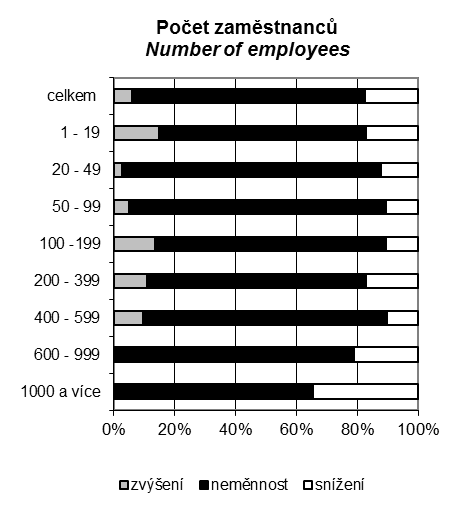 Počet zaměstnanců
Number of employees
celkem
1 - 19
20 - 49
50 - 99
100 -199
200 - 399
400 - 599
600 - 999
1000 a více
0% 20% 40% 60% 80% 100%
zvýšení neměnnost snížení